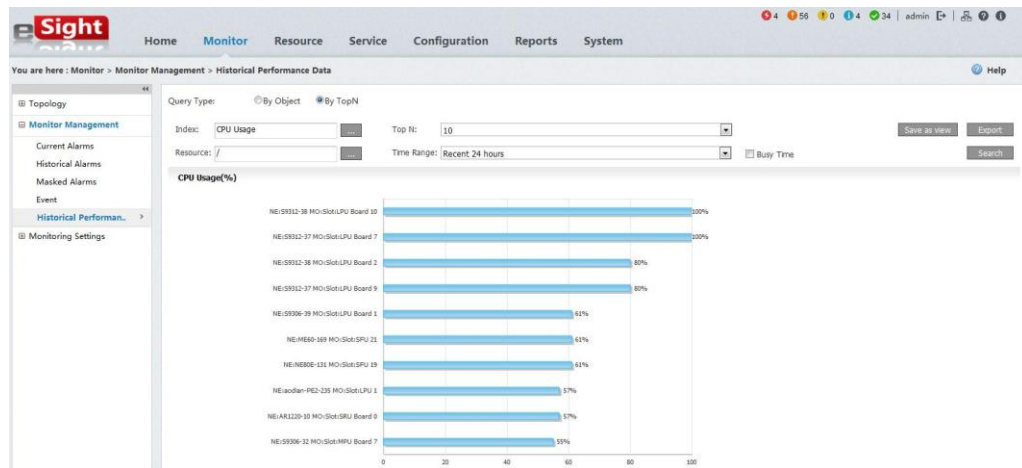 eSight
4 56 0 4 34 | admin
Home Monitor Resource Service Configuration Reports System
You are here : Monitor > Monitor Management > Historical Performance Data
Help
Topology
Monitor Management
Current Alarms
Historical Alarms
Masked Alarms
Event
Historical Performan.. >
Monitoring Settings
Query Type: By Object By TopN
Index: CPU Usage ... Top N: 10 Save as view Export
Resource: / ... Time Range: Recent 24 hours Busy Time Search
CPU Usage(%)
NE:S9312-38 MO:Slot:LPU Board 10 100%
NE:S9312-37 MO:Slot:LPU Board 7 100%
NE:S9312-38 MO:Slot:LPU Board 2 80%
NE:S9312-37 MO:Slot:LPU Board 9 80%
NE:S9306-39 MO:Slot:LPU Board 1 61%
NE:ME60-169 MO:Slot:SFU 21 61%
NE:NE80E-131 MO:Slot:SFU 19 61%
NE:aodian-PE2-235 MO:Slot:LPU 1 57%
NE:AR3220-10 MO:Slot:SRU Board 0 57%
NE:S9306-32 MO:Slot:MPU Board 7 55%
0 20 40 60 80 100